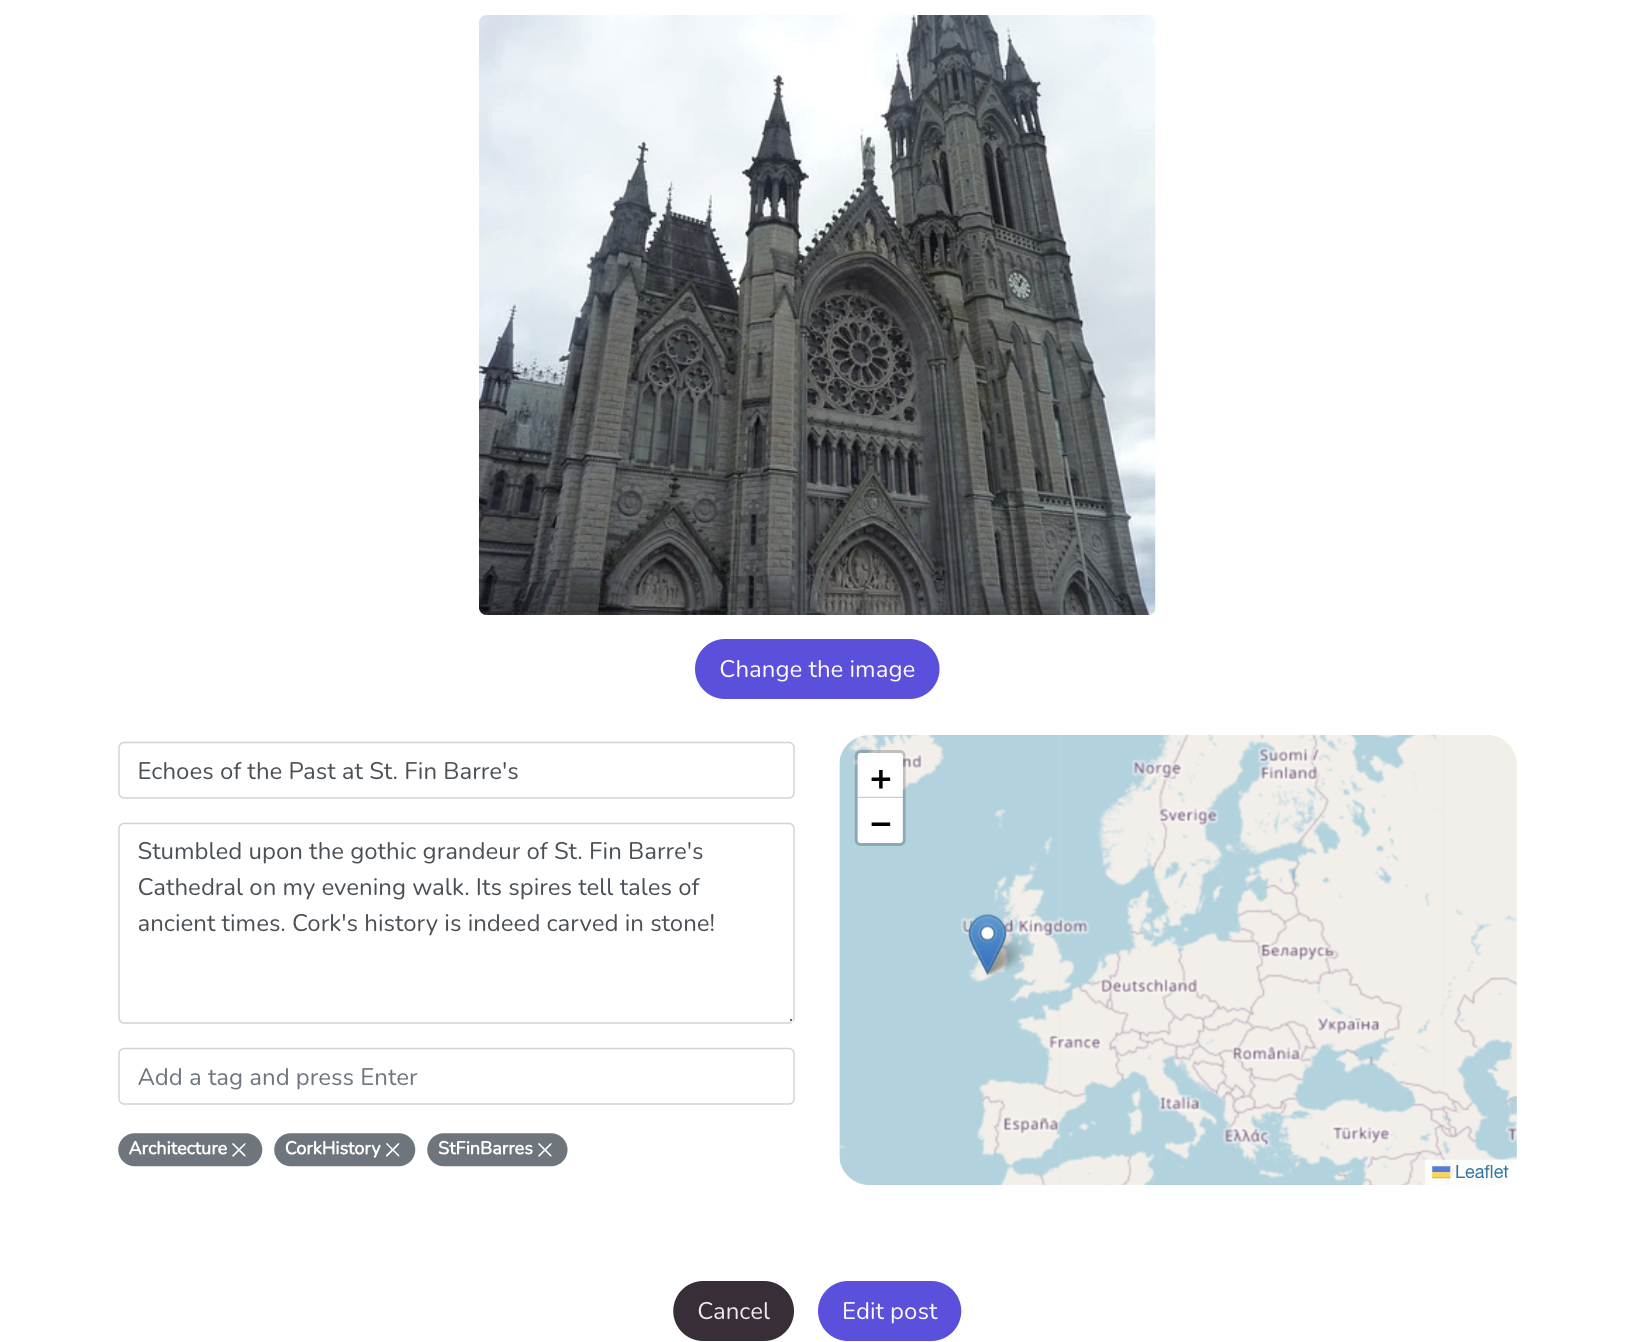 Change the image
Echoes of the Past at St. Fin Barre's
Stumbled upon the gothic grandeur of St. Fin Barre's
Cathedral on my evening walk. Its spires tell tales of
ancient times. Cork's history is indeed carved in stone!
Add a tag and press Enter
Architecture
CorkHistory
StFinBarres
+
−
nd
Norge
Suomi /
Finland
Sverige
Kingdom
Беларусь
Deutschland
Україна
France
România
Italia
España
Ελλάς
Türkiye
T
Leaflet
Cancel
Edit post